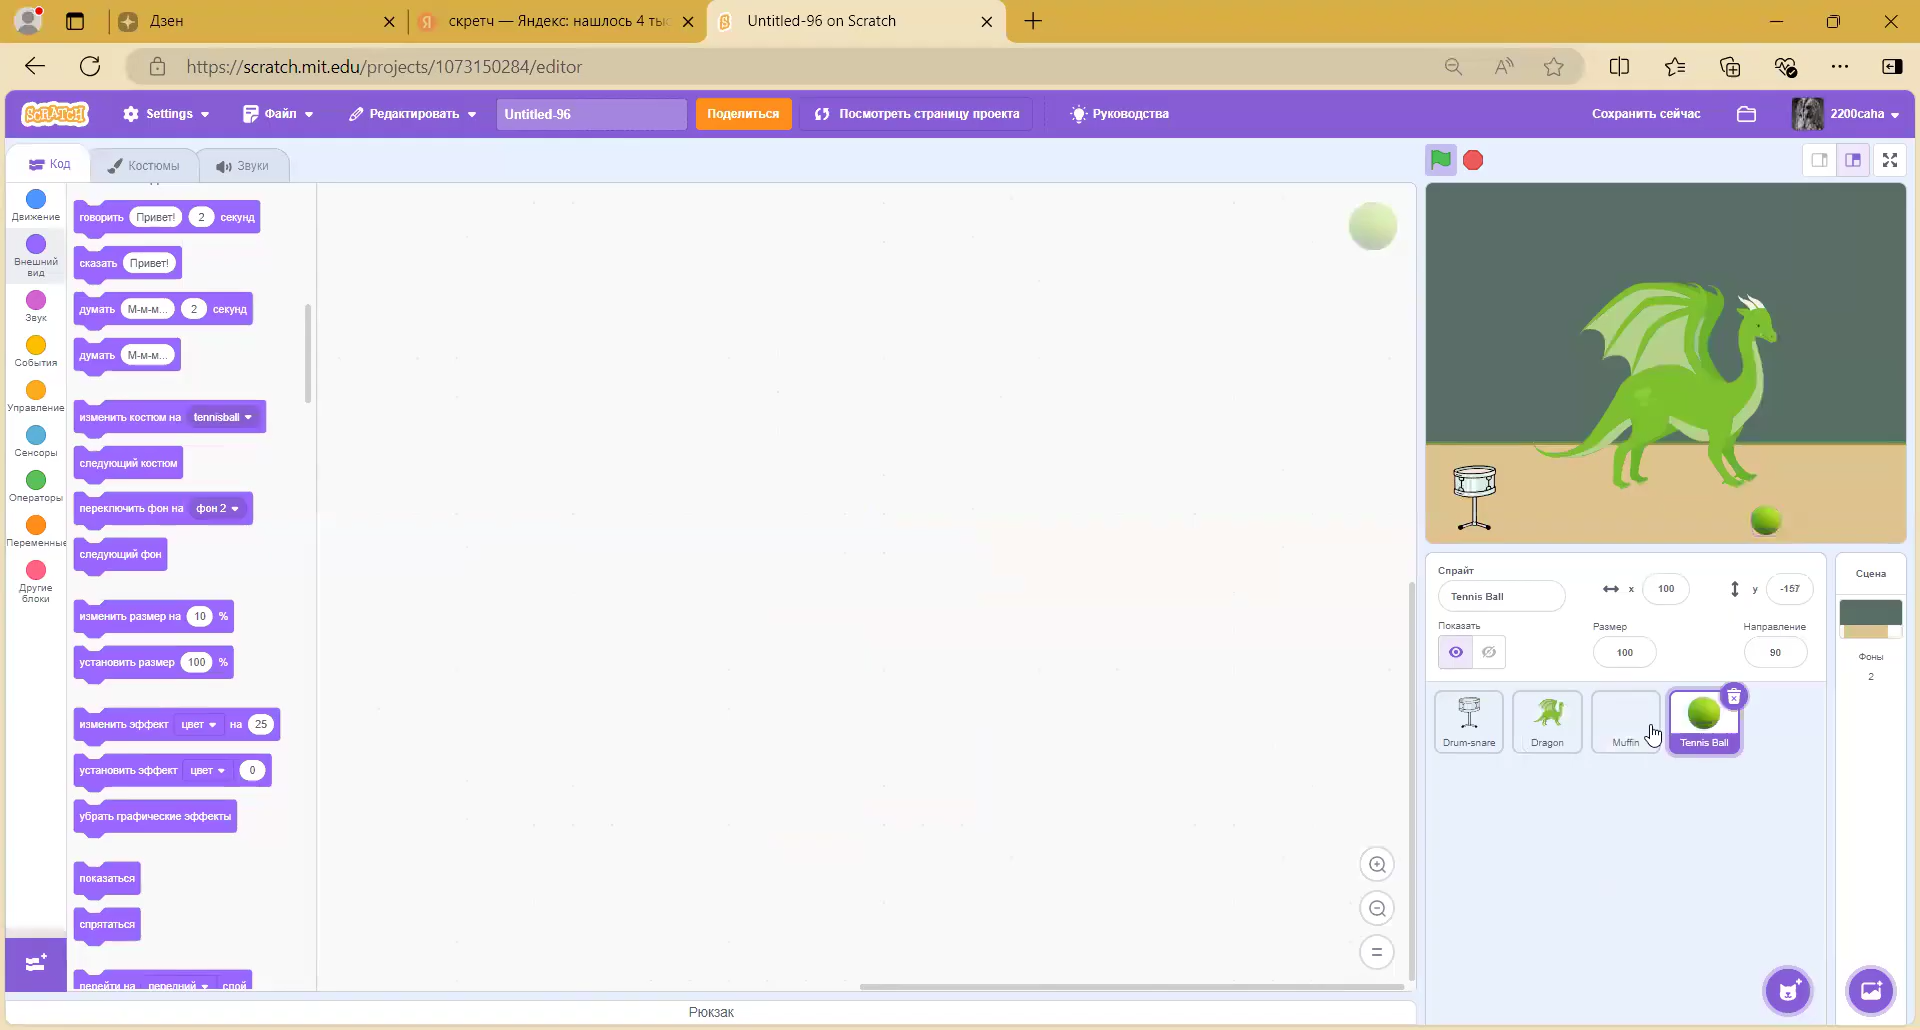 Дзен
скретч — Яндекс: нашлось 4 ты
Untitled-96 on Scratch
https://scratch.mit.edu/projects/1073150284/editor
SCRATCH
Settings
Файл
Редактировать
Untitled-96
Поделиться
Посмотреть страницу проекта
Руководства
Сохранить сейчас
2200caha
Код
Костюмы
Звуки
Движение
Внешний вид
Звук
События
Управление
Сенсоры
Операторы
Переменные
Другие блоки
говорить Привет! 2 секунд
сказать Привет!
думать М-м-м... 2 секунд
думать М-м-м...
изменить костюм на tennisball
следующий костюм
переключить фон на фон 2
следующий фон
изменить размер на 10 %
установить размер 100 %
изменить эффект цвет на 25
установить эффект цвет 0
убрать графические эффекты
показаться
спрятаться
перейти на передний слой
Спрайт
Tennis Ball
x 100
y -157
Показать
Размер
100
Направление
90
Drum-snare
Dragon
Muffin
Tennis Ball
Сцена
Фоны
2
Рюкзак